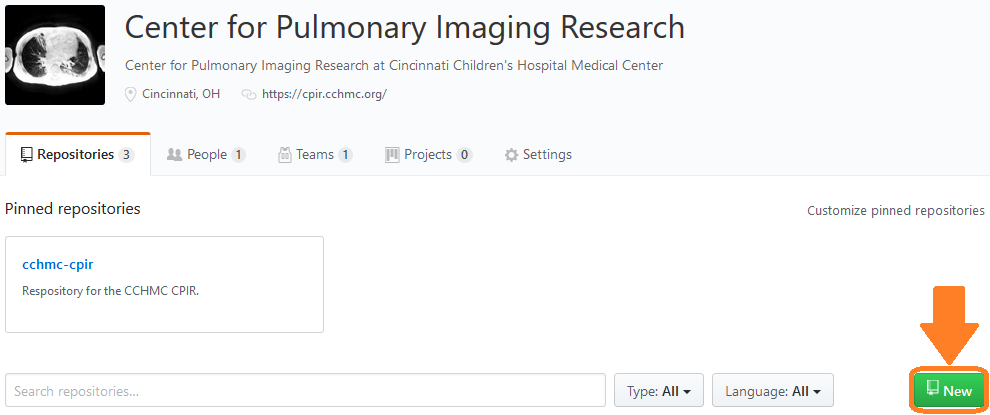 Center for Pulmonary Imaging Research
Center for Pulmonary Imaging Research at Cincinnati Children's Hospital Medical Center
Cincinnati, OH https://cpir.cchmc.org/
Repositories 3 People 1 Teams 1 Projects 0 Settings
Pinned repositories Customize pinned repositories
cchmc-cpir
Respository for the CCHMC CPIR.
Search repositories... Type: All Language: All New